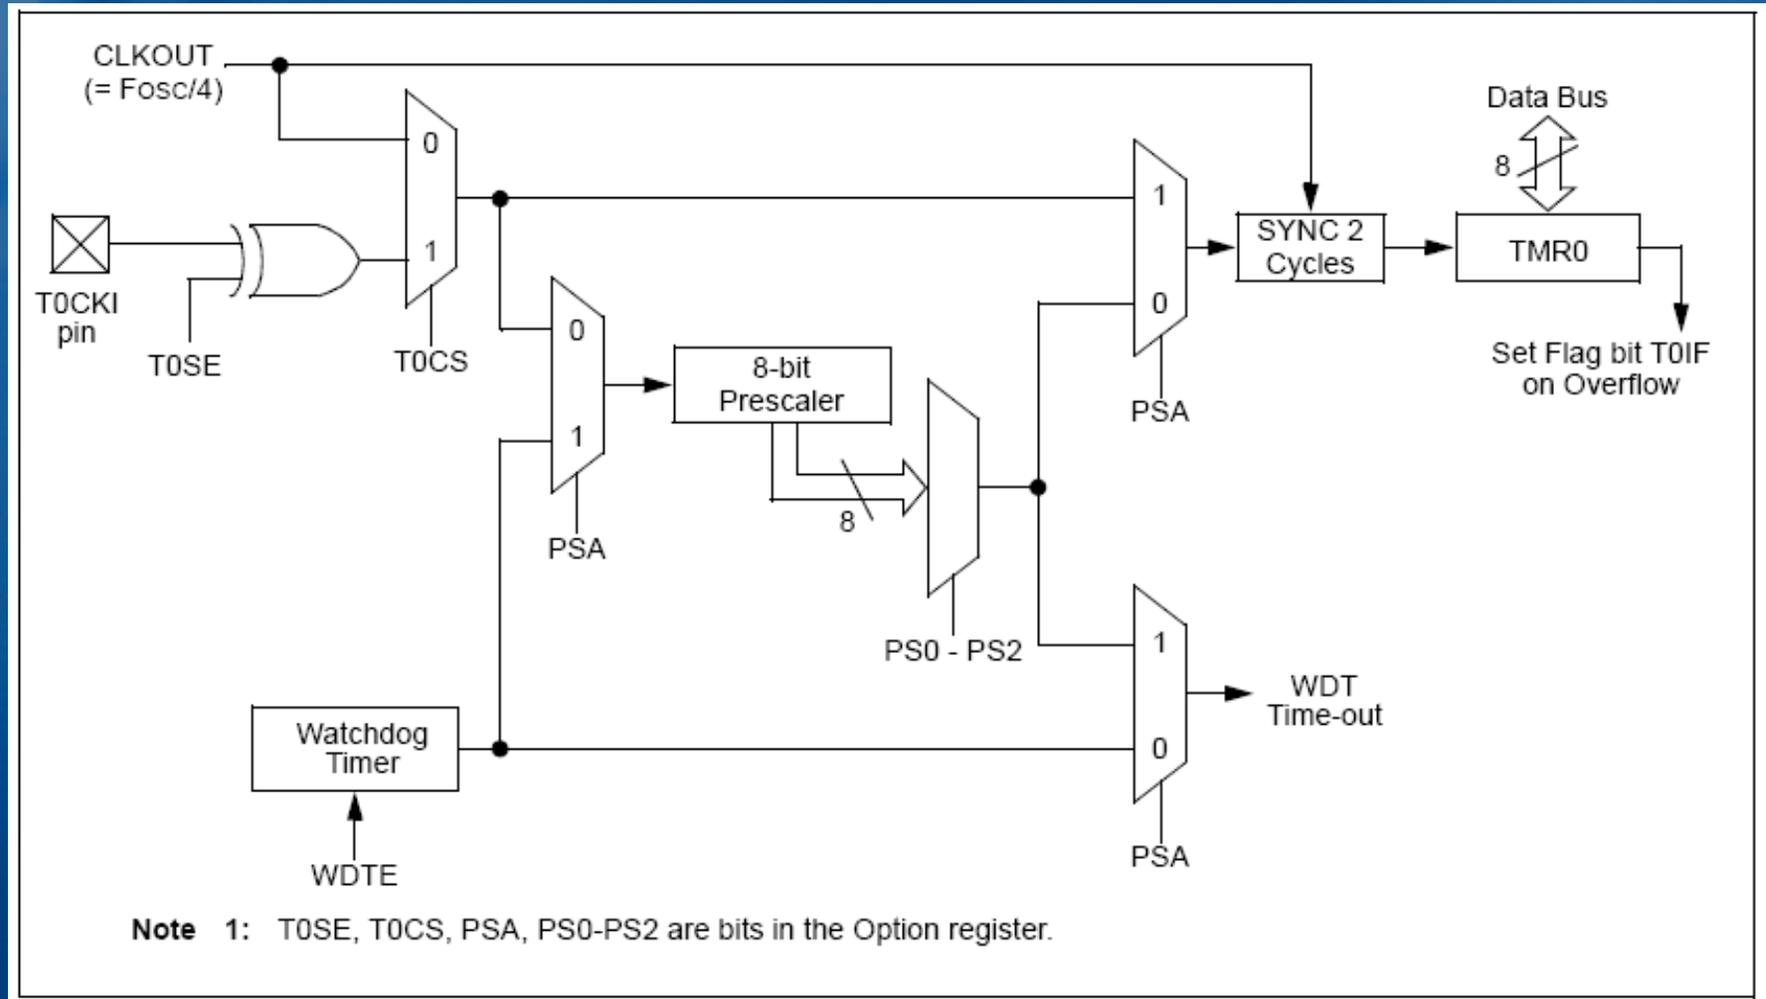 CLKOUT
(= Fosc/4)
Data Bus
0
8
1
SYNC 2
Cycles
TMR0
1
T0CKI
pin
T0SE
T0CS
0
0
8-bit
Prescaler
Set Flag bit T0IF
on Overflow
PSA
1
8
PSA
PS0 - PS2
1
WDT
Time-out
Watchdog
Timer
0
WDTE
PSA
Note 1: T0SE, T0CS, PSA, PS0-PS2 are bits in the Option register.